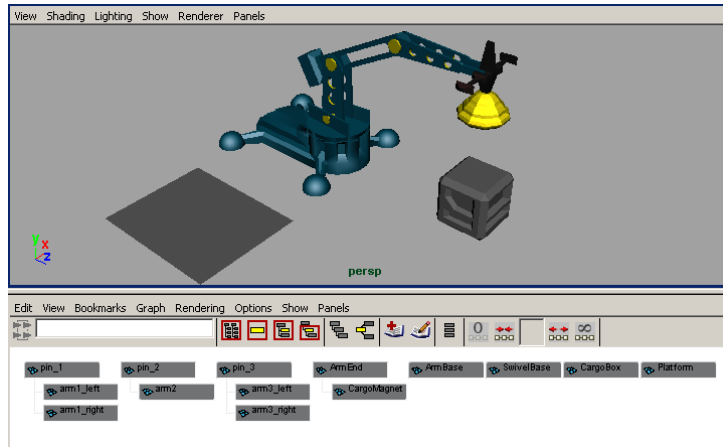 View Shading Lighting Show Renderer Panels
y
x
z
persp
Edit View Bookmarks Graph Rendering Options Show Panels
0 ∞
pin_1 pin_2 pin_3 ArmEnd ArmBase SwivelBase CargoBox Platform
arm1_left arm2 arm3_left CargoMagnet
arm1_right arm3_right